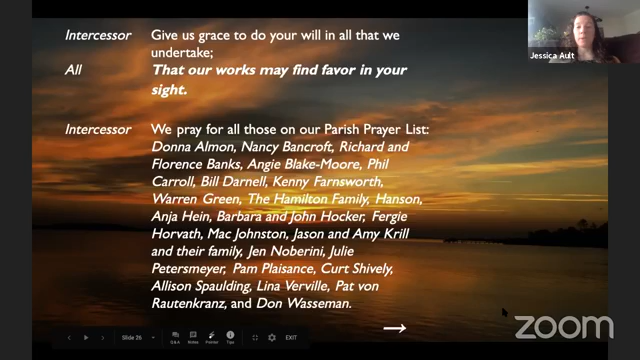 Intercessor Give us grace to do your will in all that we
undertake;
All That our works may find favor in your
sight.
Intercessor We pray for all those on our Parish Prayer List:
Donna Almon, Nancy Bancroft, Richard and
Florence Banks, Angie Blake-Moore, Phil
Carroll, Bill Darnell, Kenny Farnsworth,
Warren Green, The Hamilton Family, Hanson,
Anja Hein, Barbara and John Hocker, Fergie
Horvath, Mac Johnston, Jason and Amy Krill
and their family, Jen Noberini, Julie
Petersmeyer, Pam Plaisance, Curt Shively,
Allison Spaulding, Lina Verville, Pat von
Rautenkranz, and Don Wasseman.
Jessica Ault
Slide 26
Q&A Notes Pointer Tips
EXIT
zoom